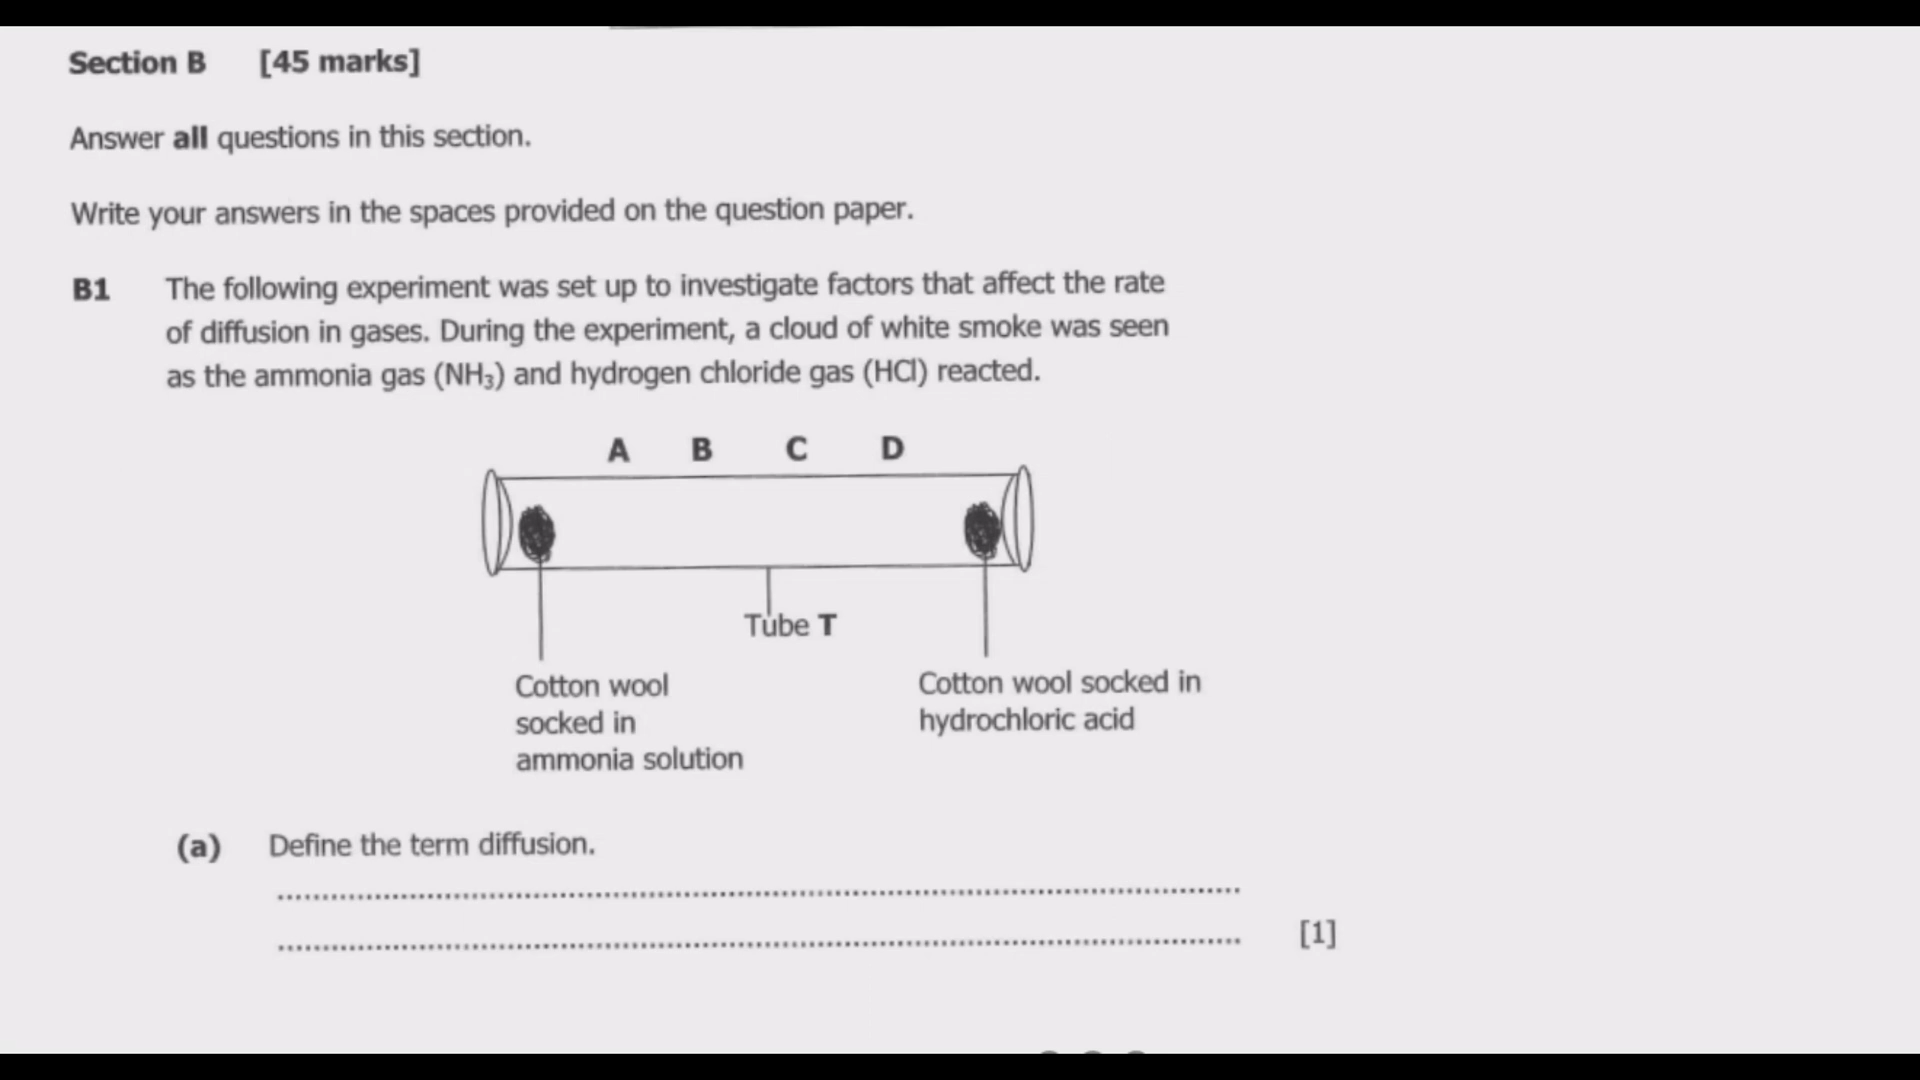 Section B [45 marks]
Answer all questions in this section.
Write your answers in the spaces provided on the question paper.
B1 The following experiment was set up to investigate factors that affect the rate
of diffusion in gases. During the experiment, a cloud of white smoke was seen
as the ammonia gas (NH₃) and hydrogen chloride gas (HCl) reacted.
A B C D
Tube T
Cotton wool
socked in
ammonia solution
Cotton wool socked in
hydrochloric acid
(a) Define the term diffusion.
[1]